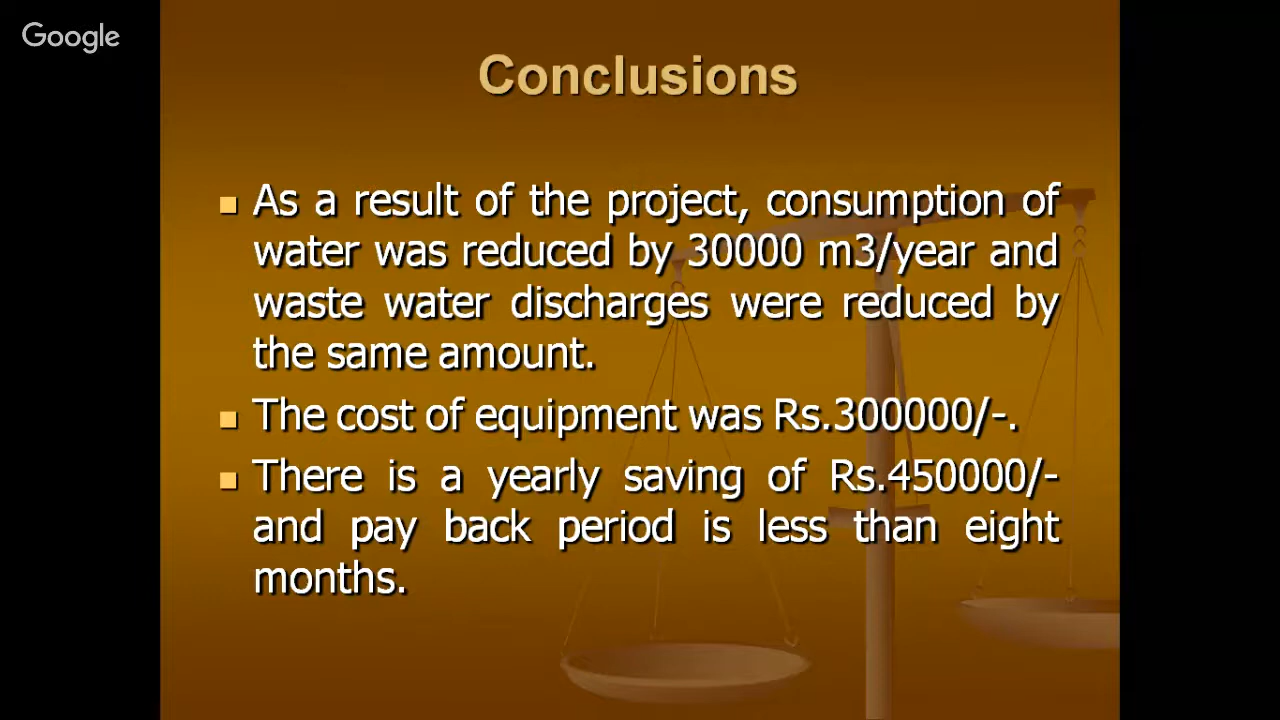 Google
Conclusions
As a result of the project, consumption of
water was reduced by 30000 m3/year and
waste water discharges were reduced by
the same amount.
The cost of equipment was Rs.300000/-.
There is a yearly saving of Rs.450000/-
and pay back period is less than eight
months.